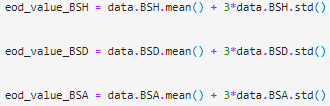 eod_value_BSH = data.BSH.mean() + 3*data.BSH.std()
eod_value_BSD = data.BSD.mean() + 3*data.BSD.std()
eod_value_BSA = data.BSA.mean() + 3*data.BSA.std()